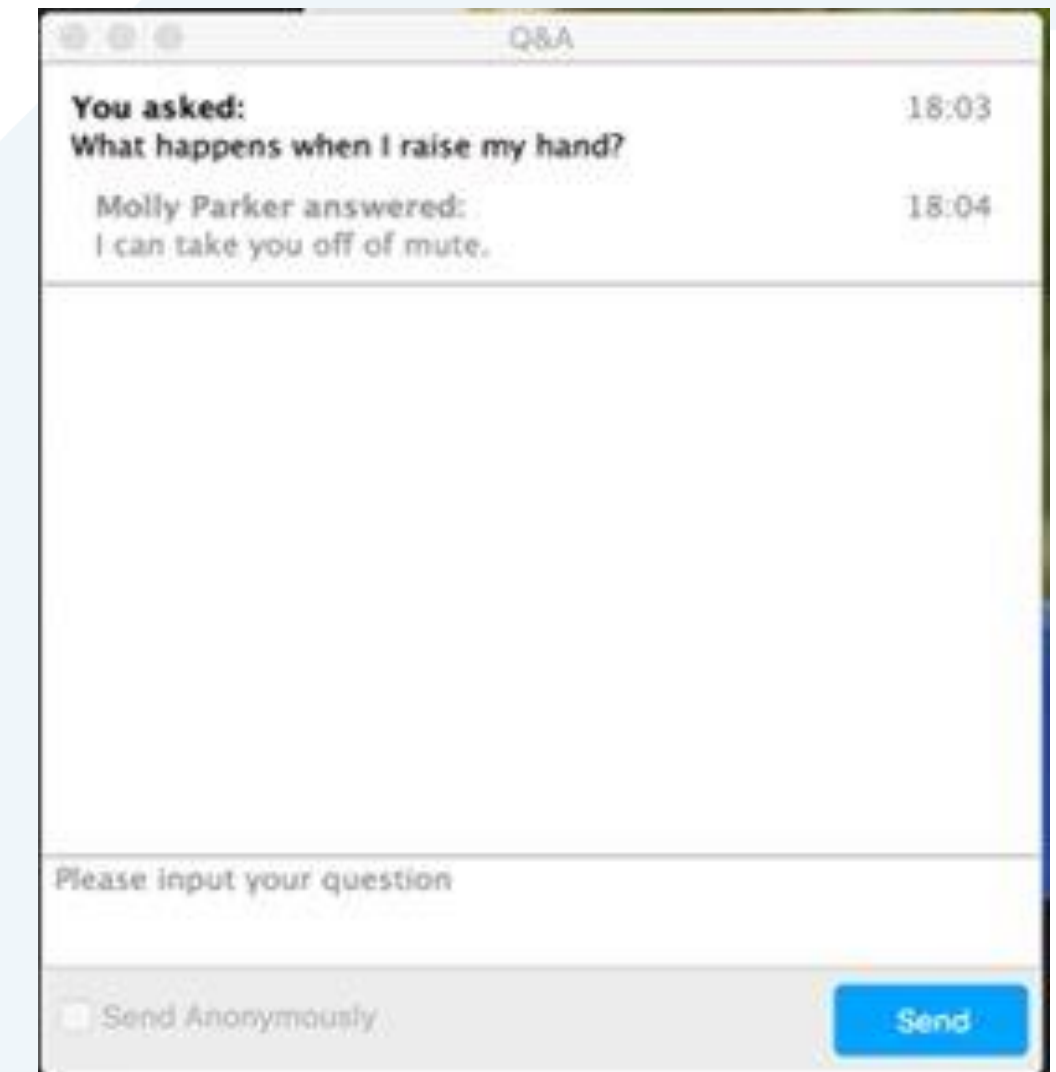 Q&A
You asked: 18:03
What happens when I raise my hand?
Molly Parker answered: 18:04
I can take you off of mute.
Please input your question
Send Anonymously
Send